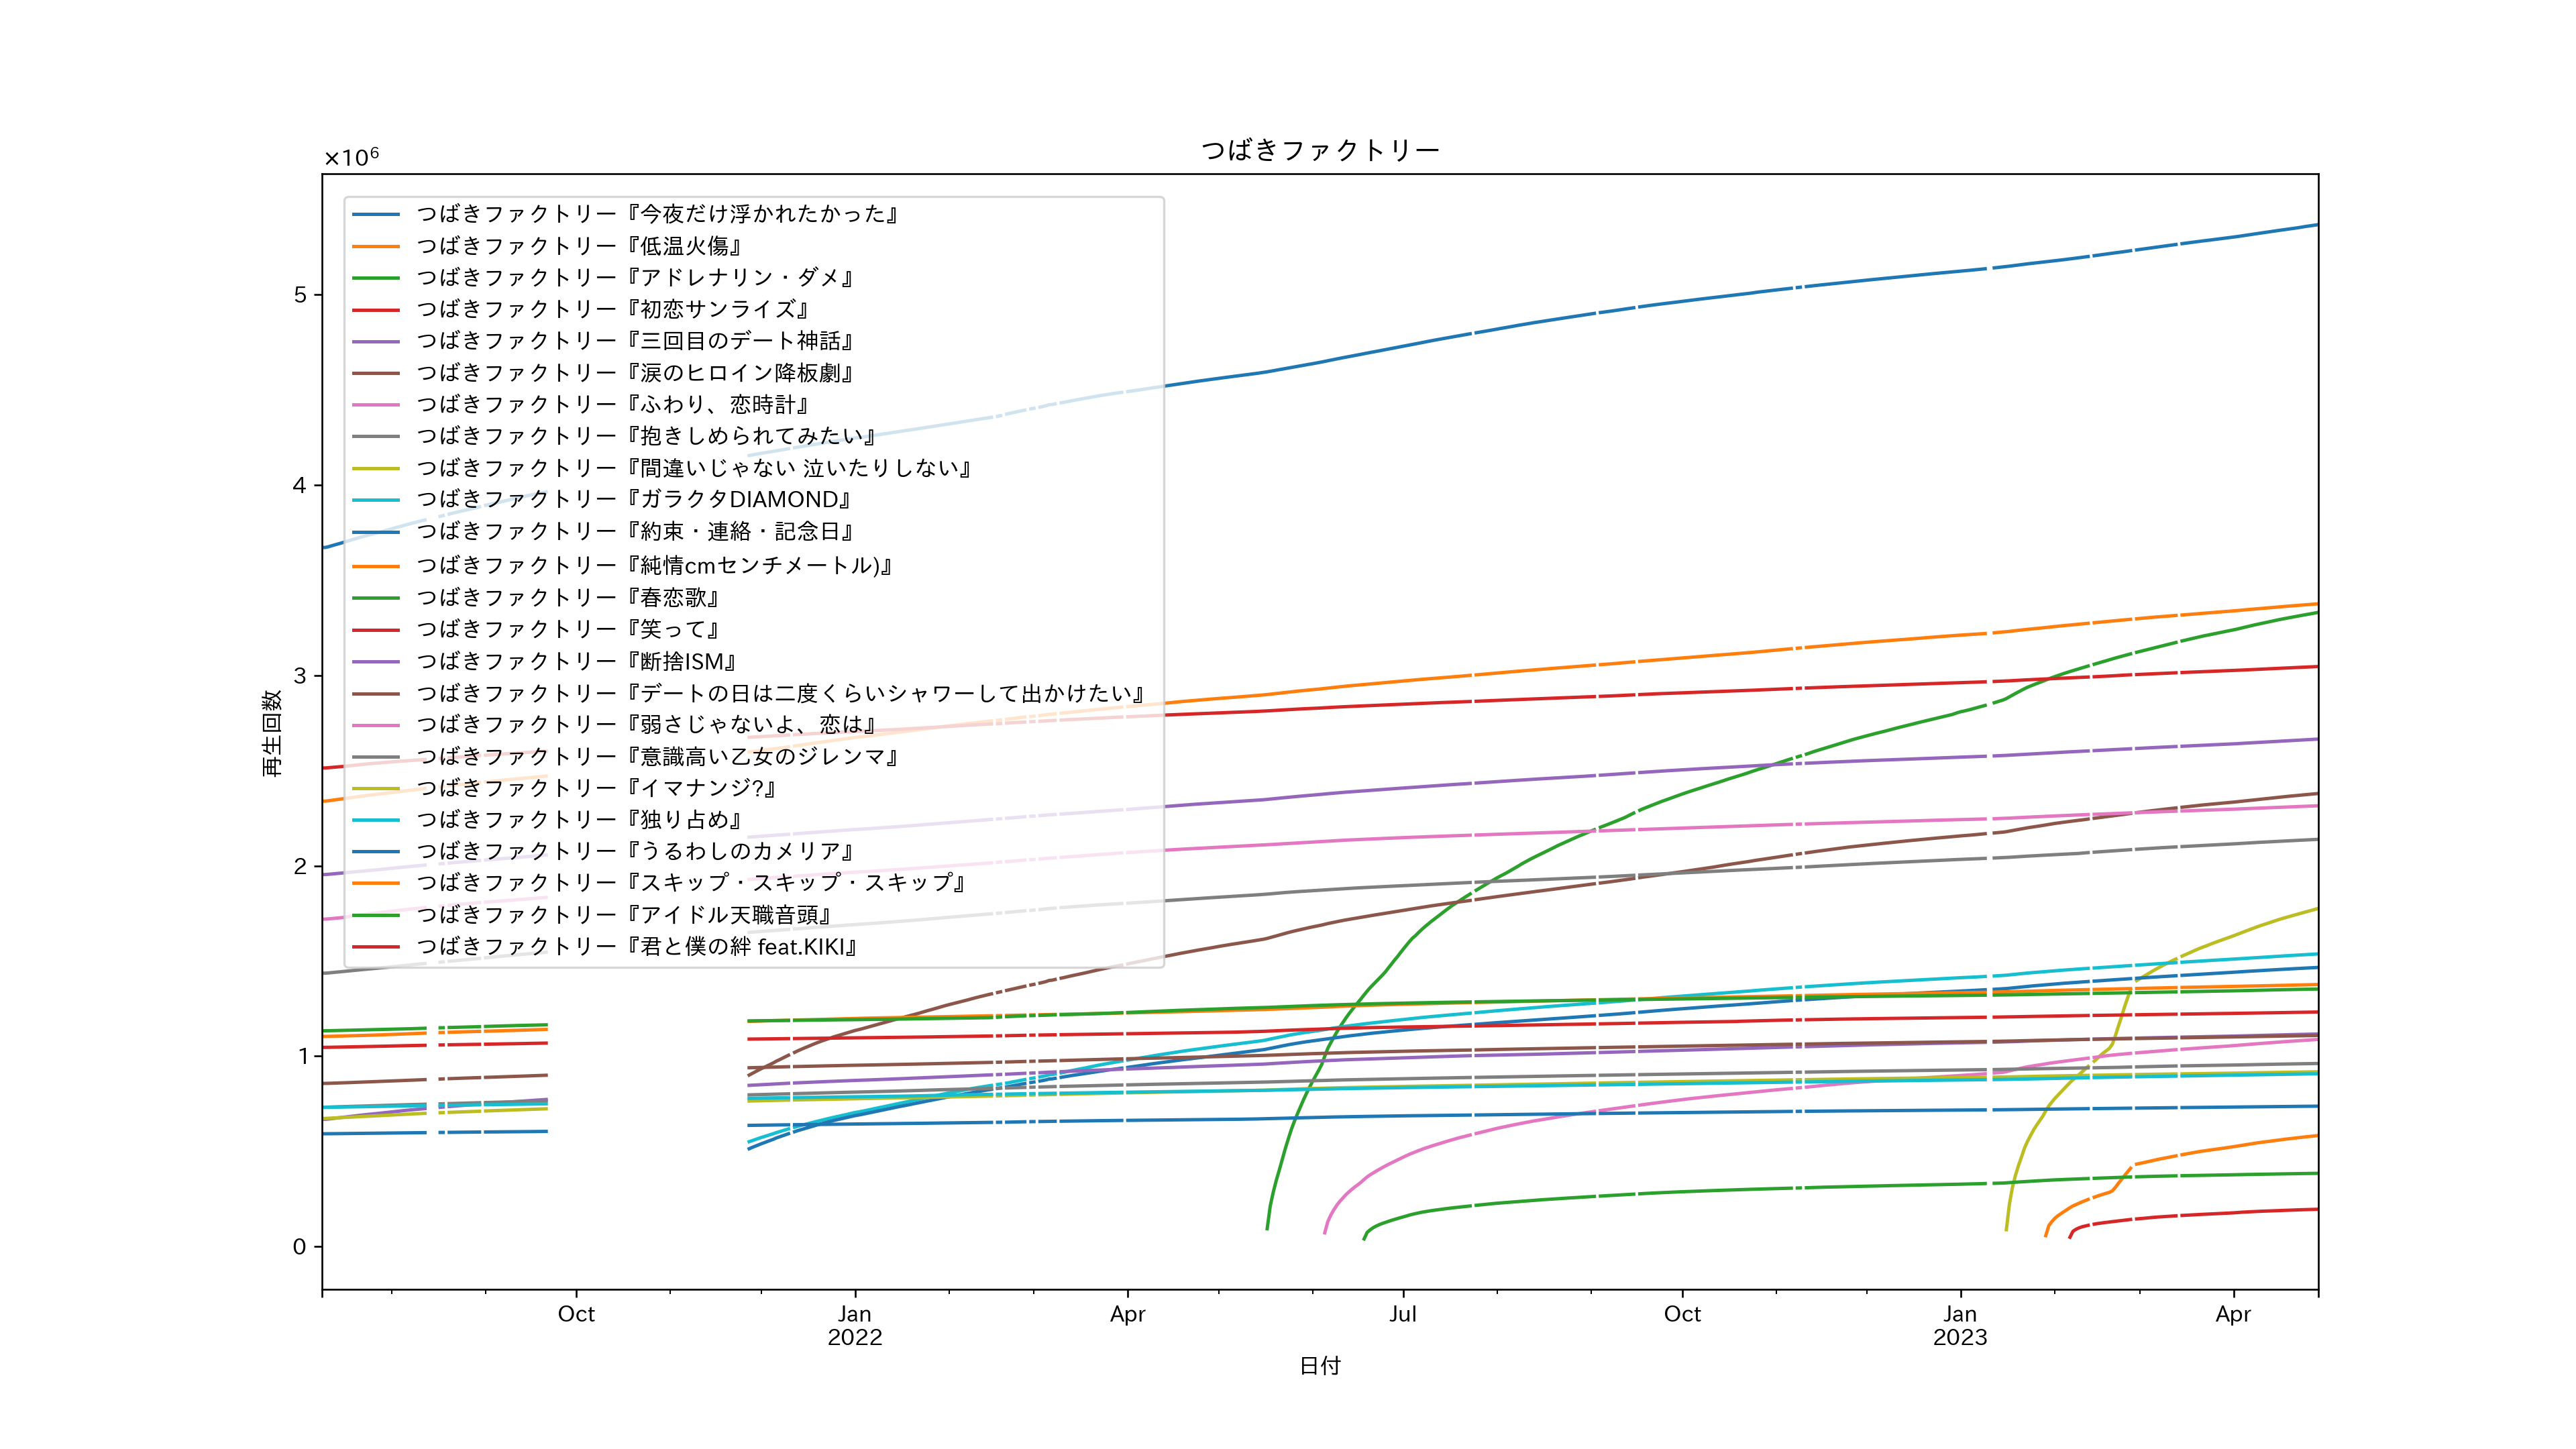 つばきファクトリー
×10⁶
つばきファクトリー『今夜だけ浮かれたかった』
つばきファクトリー『低温火傷』
つばきファクトリー『アドレナリン・ダメ』
つばきファクトリー『初恋サンライズ』
つばきファクトリー『三回目のデート神話』
つばきファクトリー『涙のヒロイン降板劇』
つばきファクトリー『ふわり、恋時計』
つばきファクトリー『抱きしめられてみたい』
つばきファクトリー『間違いじゃない 泣いたりしない』
つばきファクトリー『ガラクタDIAMOND』
つばきファクトリー『約束・連絡・記念日』
つばきファクトリー『純情cmセンチメートル)』
つばきファクトリー『春恋歌』
つばきファクトリー『笑って』
つばきファクトリー『断捨ISM』
つばきファクトリー『デートの日は二度くらいシャワーして出かけたい』
つばきファクトリー『弱さじゃないよ、恋は』
つばきファクトリー『意識高い乙女のジレンマ』
つばきファクトリー『イマナンジ?』
つばきファクトリー『独り占め』
つばきファクトリー『うるわしのカメリア』
つばきファクトリー『スキップ・スキップ・スキップ』
つばきファクトリー『アイドル天職音頭』
つばきファクトリー『君と僕の絆 feat.KIKI』
5
4
3
2
1
0
再生回数
Oct Jan Apr Jul Oct Jan Apr
2022 2023
日付